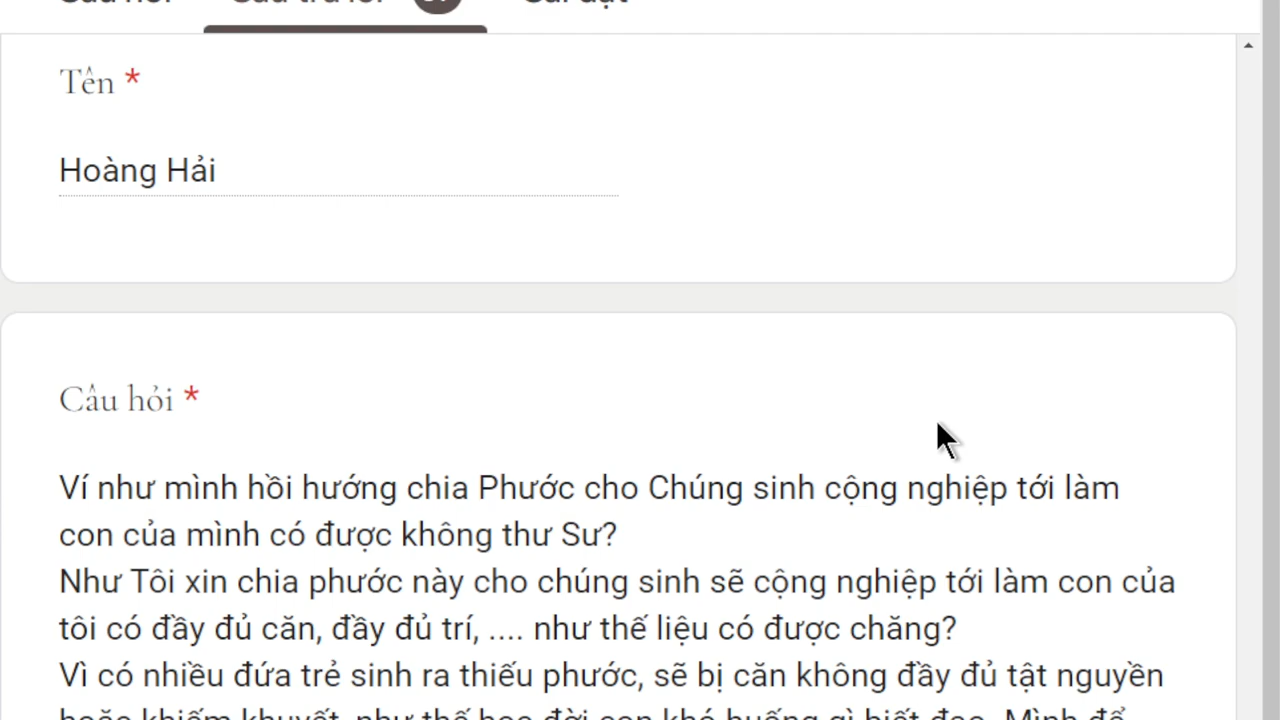 Tên *
Hoàng Hải
Câu hỏi *
Ví như mình hồi hướng chia Phước cho Chúng sinh cộng nghiệp tới làm
con của mình có được không thư Sư?
Như Tôi xin chia phước này cho chúng sinh sẽ cộng nghiệp tới làm con của
tôi có đầy đủ căn, đầy đủ trí, .... như thế liệu có được chăng?
Vì có nhiều đứa trẻ sinh ra thiếu phước, sẽ bị căn không đầy đủ tật nguyền